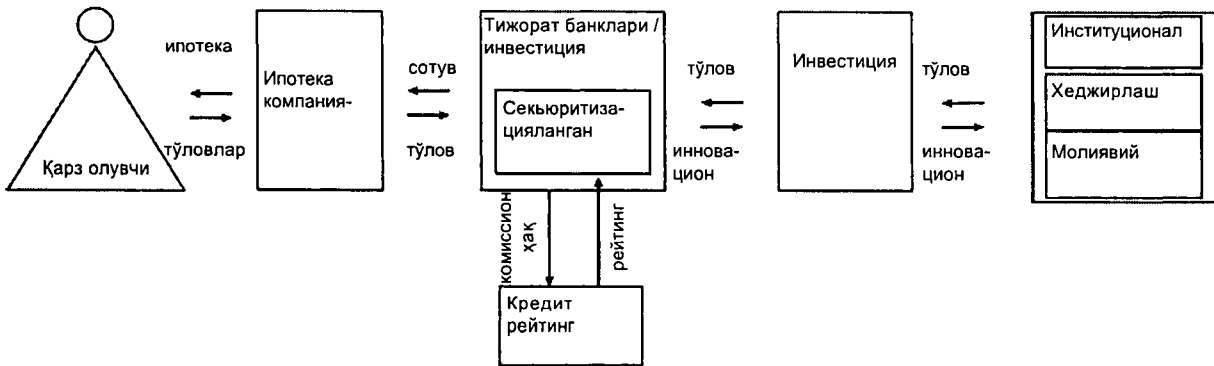 ипотека
тўловлар
Қарз олувчи
Ипотека
компания-
сотув
тўлов
Тижорат банклари /
инвестиция
Секьюритиза-
цияланган
комиссион
ҳақ
рейтинг
Кредит
рейтинг
тўлов
иннова-
цион
Инвестиция
тўлов
иннова-
цион
Институционал
Хеджирлаш
Молиявий